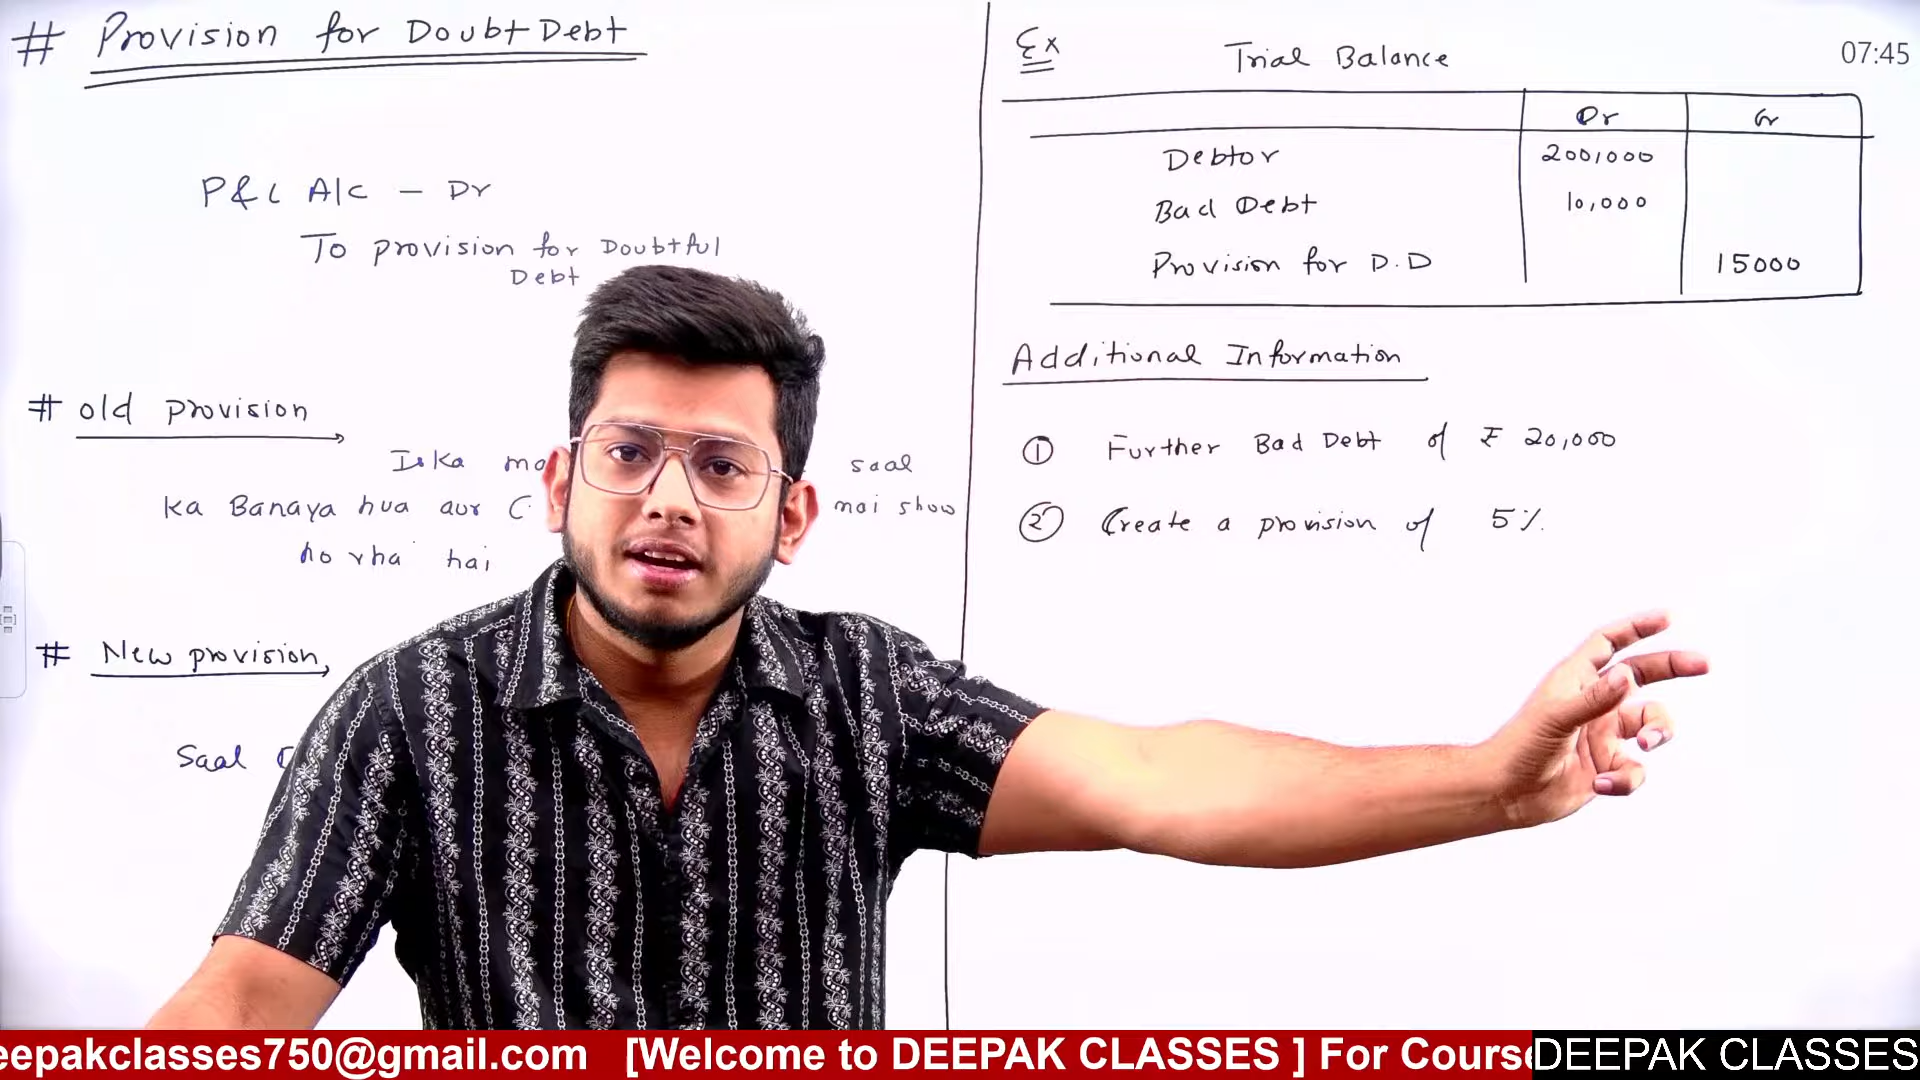 # Provision for Doubt Debt
P&L A/c - Dr
To provision for Doubtful
Debt
# old provision
Iska saal
ka Banaya hua aur mai show
ho rha hai
# New provision
Saal
Ex
Trial Balance
07:45
Dr Cr
Debtor 200,000
Bad Debt 10,000
Provision for D.D 15000
Additional Information
① Further Bad Debt of ₹ 20,000
② Create a provision of 5%.
eepakclasses750@gmail.com [Welcome to DEEPAK CLASSES ] For Course
DEEPAK CLASSES